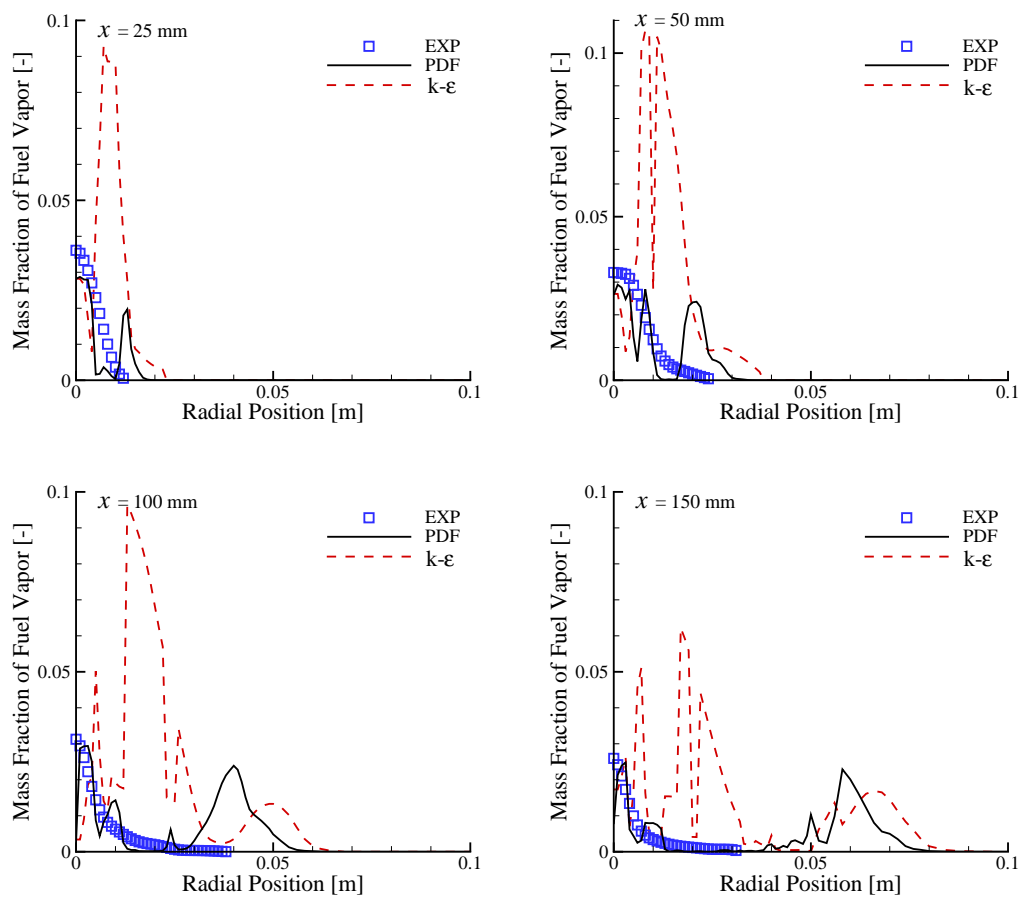 x = 25 mm
0.1
0.05
0
0
0.05
0.1
Mass Fraction of Fuel Vapor [-]
Radial Position [m]
EXP
PDF
k-ε
x = 50 mm
0.1
0.05
0
0
0.05
0.1
Mass Fraction of Fuel Vapor [-]
Radial Position [m]
EXP
PDF
k-ε
x = 100 mm
0.1
0.05
0
0
0.05
0.1
Mass Fraction of Fuel Vapor [-]
Radial Position [m]
EXP
PDF
k-ε
x = 150 mm
0.1
0.05
0
0
0.05
0.1
Mass Fraction of Fuel Vapor [-]
Radial Position [m]
EXP
PDF
k-ε